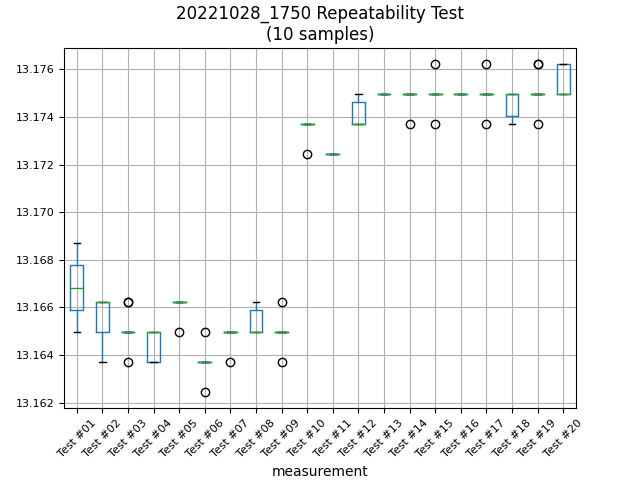 20221028_1750 Repeatability Test
(10 samples)
13.176
13.174
13.172
13.170
13.168
13.166
13.164
13.162
Test #01
Test #02
Test #03
Test #04
Test #05
Test #06
Test #07
Test #08
Test #09
Test #10
Test #11
Test #12
Test #13
Test #14
Test #15
Test #16
Test #17
Test #18
Test #19
Test #20
measurement